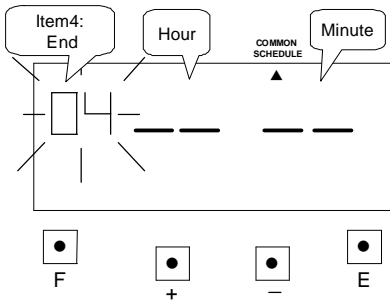 Item4:
End
Hour
COMMON
SCHEDULE
Minute
04 -- --
F
+
−
E